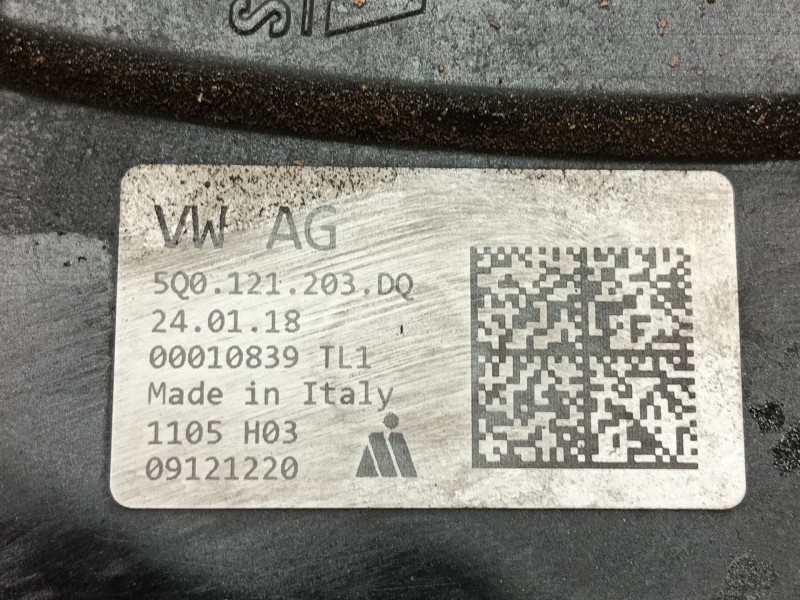 VW AG
5Q0.121.203.DQ
24.01.18
00010839 TL1
Made in Italy
1105 H03
09121220